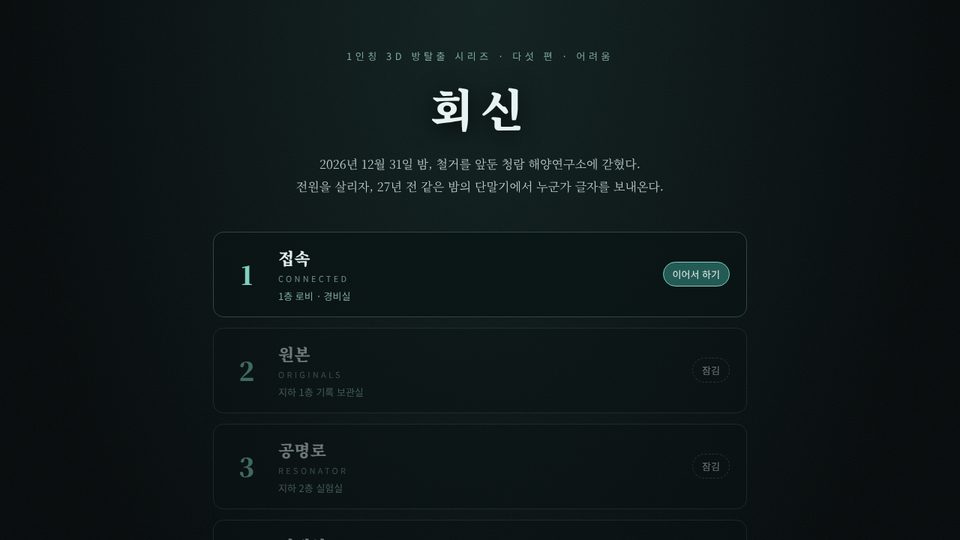 1인칭 3D 방탈출 시리즈 · 다섯 편 · 어려움
회신
2026년 12월 31일 밤, 철거를 앞둔 청람 해양연구소에 갇혔다.
전원을 살리자, 27년 전 같은 밤의 단말기에서 누군가 글자를 보내온다.
1
접속
CONNECTED
1층 로비 · 경비실
이어서 하기
2
원본
ORIGINALS
지하 1층 기록 보관실
잠김
3
공명로
RESONATOR
지하 2층 실험실
잠김